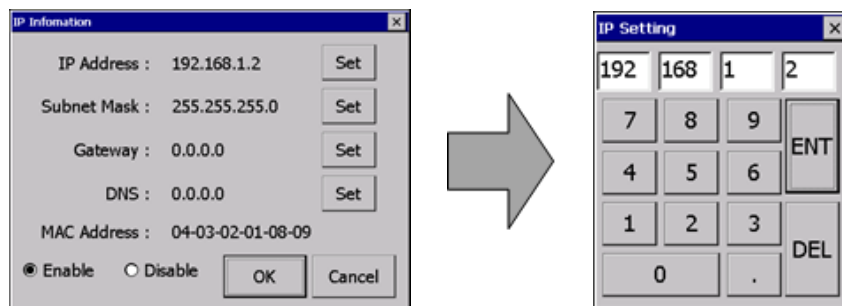 IP Infomation
IP Address : 192.168.1.2 Set
Subnet Mask : 255.255.255.0 Set
Gateway : 0.0.0.0 Set
DNS : 0.0.0.0 Set
MAC Address : 04-03-02-01-08-09
Enable Disable OK Cancel
IP Setting
192 168 1 2
7 8 9 ENT
4 5 6
1 2 3 DEL
0 .